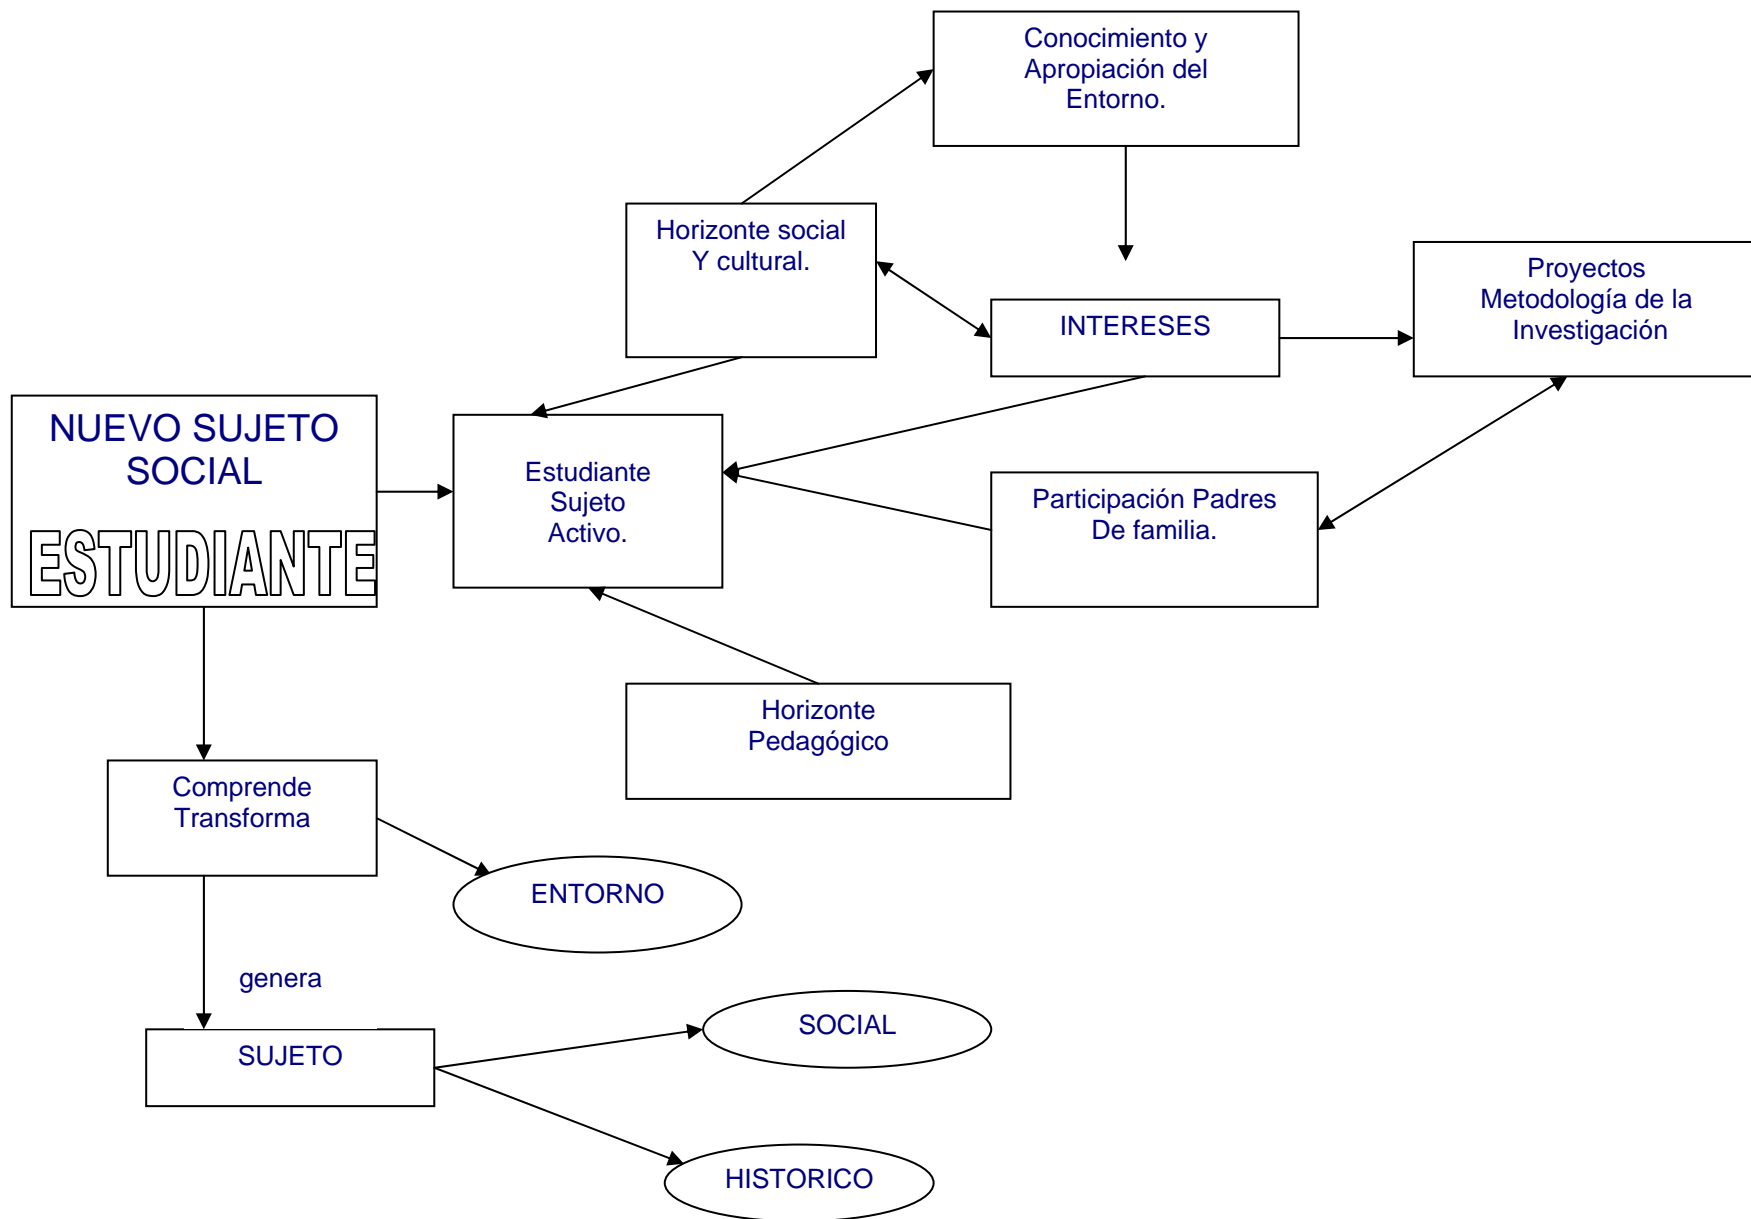 Conocimiento y
Apropiación del
Entorno.
Horizonte social
Y cultural.
INTERESES
Proyectos
Metodología de la
Investigación
NUEVO SUJETO
SOCIAL
ESTUDIANTE
Estudiante
Sujeto
Activo.
Participación Padres
De familia.
Horizonte
Pedagógico
Comprende
Transforma
ENTORNO
genera
SUJETO
SOCIAL
HISTORICO